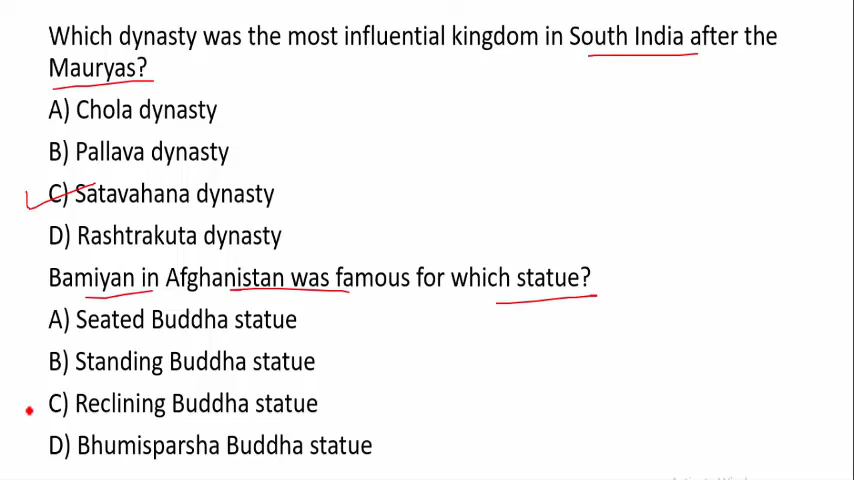 Which dynasty was the most influential kingdom in South India after the
Mauryas?
A) Chola dynasty
B) Pallava dynasty
C) Satavahana dynasty
D) Rashtrakuta dynasty
Bamiyan in Afghanistan was famous for which statue?
A) Seated Buddha statue
B) Standing Buddha statue
C) Reclining Buddha statue
D) Bhumisparsha Buddha statue